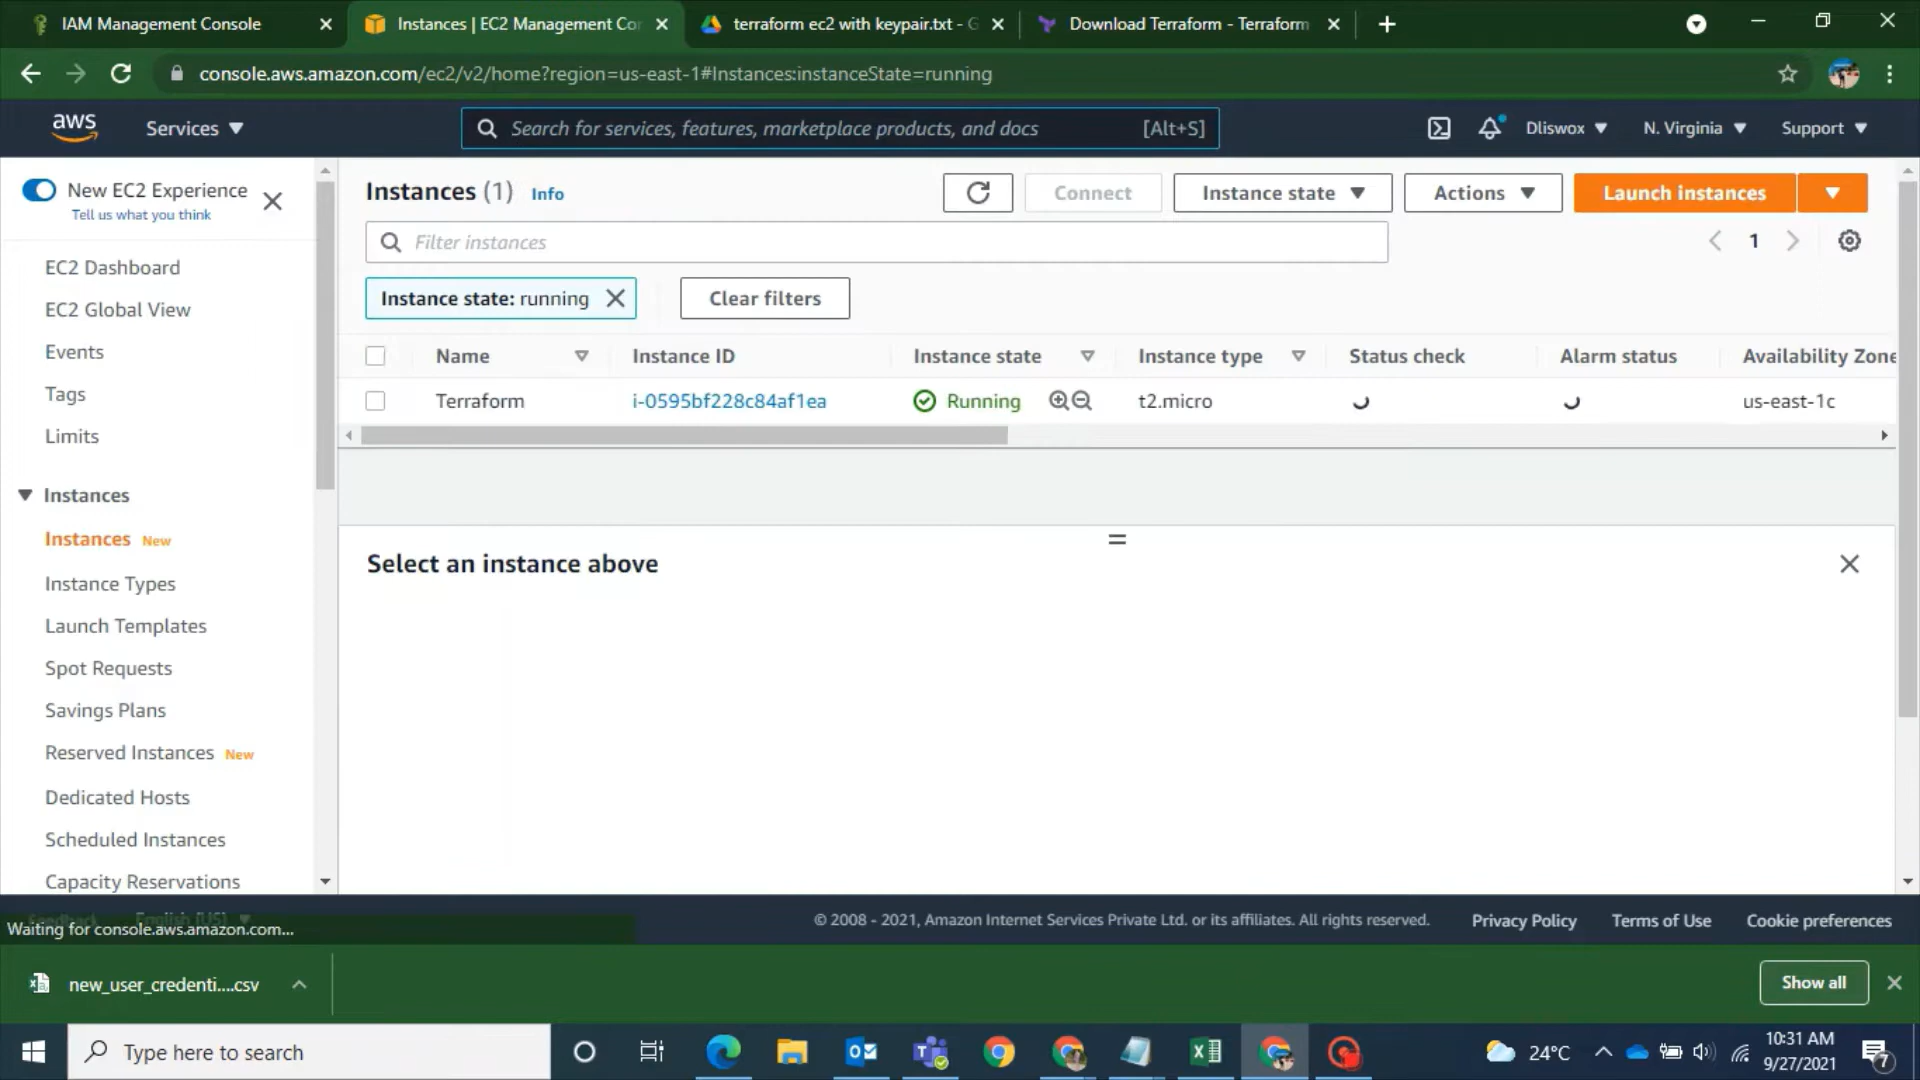 IAM Management Console
Instances | EC2 Management Con
terraform ec2 with keypair.txt - G
Download Terraform - Terraform
console.aws.amazon.com/ec2/v2/home?region=us-east-1#Instances:instanceState=running
aws
Services
Search for services, features, marketplace products, and docs
[Alt+S]
Dliswox
N. Virginia
Support
New EC2 Experience
Tell us what you think
EC2 Dashboard
EC2 Global View
Events
Tags
Limits
Instances
Instances New
Instance Types
Launch Templates
Spot Requests
Savings Plans
Reserved Instances New
Dedicated Hosts
Scheduled Instances
Capacity Reservations
Instances (1) Info
Connect
Instance state
Actions
Launch instances
Filter instances
1
Instance state: running
Clear filters
Name Instance ID Instance state Instance type Status check Alarm status Availability Zone
Terraform i-0595bf228c84af1ea Running t2.micro us-east-1c
Select an instance above
Feedback English (US)
Waiting for console.aws.amazon.com...
© 2008 - 2021, Amazon Internet Services Private Ltd. or its affiliates. All rights reserved.
Privacy Policy
Terms of Use
Cookie preferences
new_user_credenti....csv
Show all
Type here to search
24°C
10:31 AM
9/27/2021
7